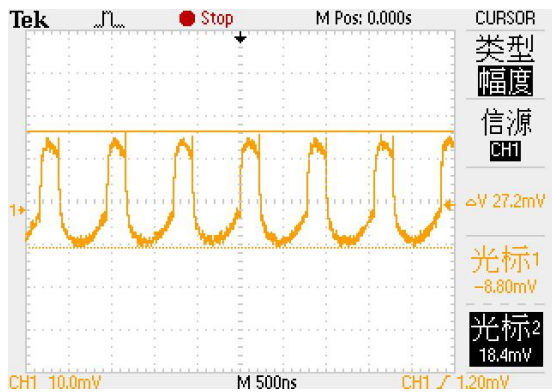 Tek Stop M Pos: 0.000s CURSOR
类型
幅度
信源
CH1
1
△V 27.2mV
光标1
-8.80mV
光标2
18.4mV
CH1 10.0mV M 500ns CH1 1.20mV